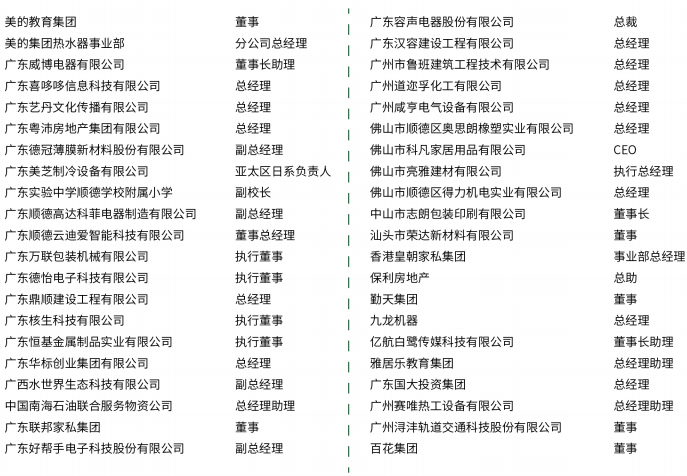 美的教育集团 董事
美的集团热水器事业部 分公司总经理
广东威博电器有限公司 董事长助理
广东喜哆哆信息科技有限公司 总经理
广东艺丹文化传播有限公司 总经理
广东粤沛房地产集团有限公司 总经理
广东德冠薄膜新材料股份有限公司 副总经理
广东美芝制冷设备有限公司 亚太区日系负责人
广东实验中学顺德学校附属小学 副校长
广东顺德高达科菲电器制造有限公司 副总经理
广东顺德云迪爱智能科技有限公司 董事总经理
广东万联包装机械有限公司 执行董事
广东德怡电子科技有限公司 执行董事
广东鼎顺建设工程有限公司 总经理
广东核生科技有限公司 执行董事
广东恒基金属制品实业有限公司 执行董事
广东华标创业集团有限公司 总经理
广西水世界生态科技有限公司 副总经理
中国南海石油联合服务物资公司 总经理助理
广东联邦家私集团 董事
广东好帮手电子科技股份有限公司 副总经理
广东容声电器股份有限公司 总裁
广东汉容建设工程有限公司 总经理
广州市鲁班建筑工程技术有限公司 总经理
广州道迩孚化工有限公司 总经理
广州咸亨电气设备有限公司 总经理
佛山市顺德区奥思朗橡塑实业有限公司 总经理
佛山市科凡家居用品有限公司 CEO
佛山市亮雅建材有限公司 执行总经理
佛山市顺德区得力机电实业有限公司 总经理
中山市志朗包装印刷有限公司 董事长
汕头市荣达新材料有限公司 董事
香港皇朝家私集团 事业部总经理
保利房地产 总助
勤天集团 董事
九龙机器 总经理
亿航白鹭传媒科技有限公司 董事长助理
雅居乐教育集团 总经理助理
广东国大投资集团 总经理
广州赛唯热工设备有限公司 总经理助理
广州浔沣轨道交通科技股份有限公司 董事
百花集团 董事